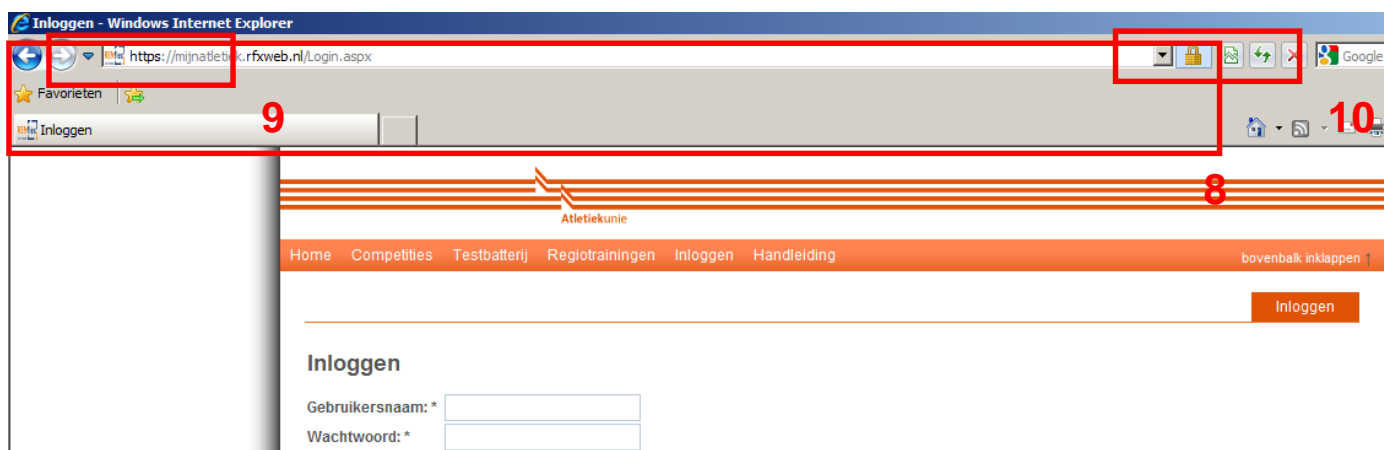 Inloggen - Windows Internet Explorer
https://mijnatletiek.rfxweb.nl/Login.aspx
Google
Favorieten
9
10
Inloggen
8
Atletiekunie
Home Competities Testbatterij Regiotrainingen Inloggen Handleiding
bovenbalk inklappen ↑
Inloggen
Inloggen
Gebruikersnaam: *
Wachtwoord: *